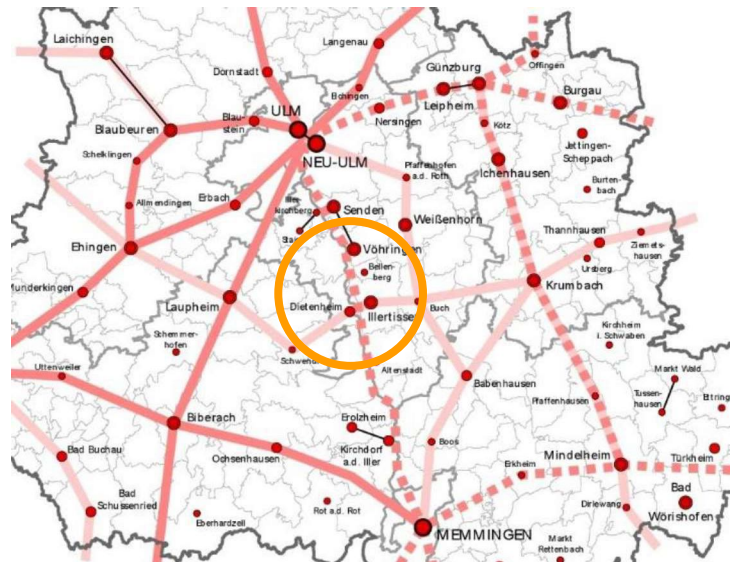 Laichingen
Langenau
Dornstadt
Günzburg
Offingen
Elchingen
Leipheim
Burgau
ULM
Blau-
stein
Nersingen
Blaubeuren
Kötz
Jettingen-
Scheppach
NEU-ULM
Schelklingen
Pfaffenhofen
a.d. Roth
Ichenhausen
Burten-
bach
Allmendingen
Erbach
Iller-
kirchberg
Senden
Weißenhorn
Thannhausen
Ziemets-
hausen
Ehingen
Vöhringen
Ursberg
Bellen-
berg
Munderkingen
Laupheim
Dietenheim
Illertissen
Buch
Krumbach
Schemmer-
hofen
Kirchheim
i. Schwaben
Uttenweiler
Altenstadt
Babenhausen
Markt Wald
Pfaffenhausen
Tussen-
hausen
Biberach
Erolzheim
Bad Buchau
Ochsenhausen
Kirchdorf
a.d. Iller
Boos
Mindelheim
Türkheim
Erkheim
Bad
Schussenried
Rot a.d. Rot
Eberhardzell
Dirlewang
Bad
Wörishofen
MEMMINGEN
Markt
Rettenbach